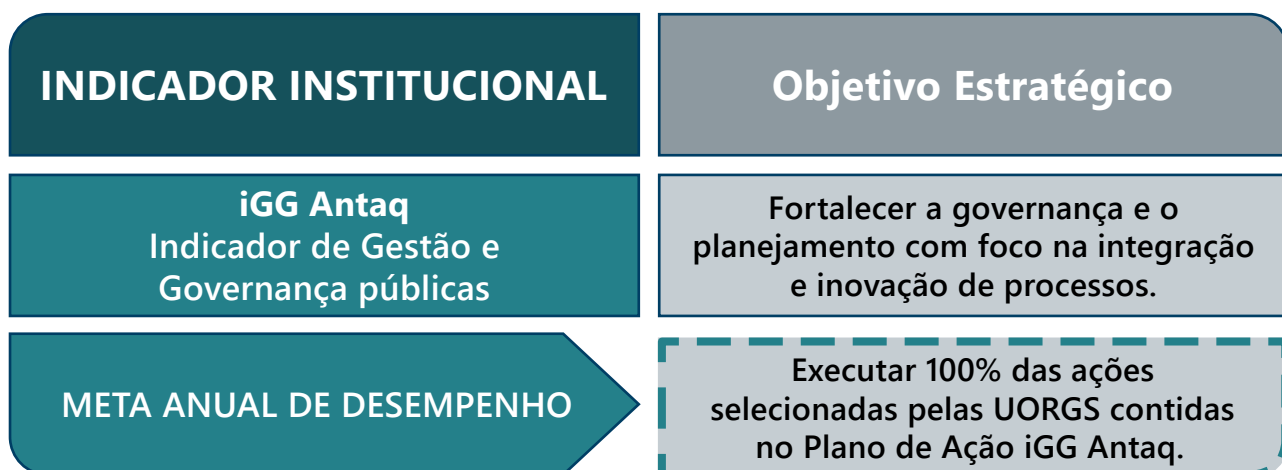 INDICADOR INSTITUCIONAL
Objetivo Estratégico
iGG Antaq
Indicador de Gestão e
Governança públicas
Fortalecer a governança e o
planejamento com foco na integração
e inovação de processos.
META ANUAL DE DESEMPENHO
Executar 100% das ações
selecionadas pelas UORGS contidas
no Plano de Ação iGG Antaq.